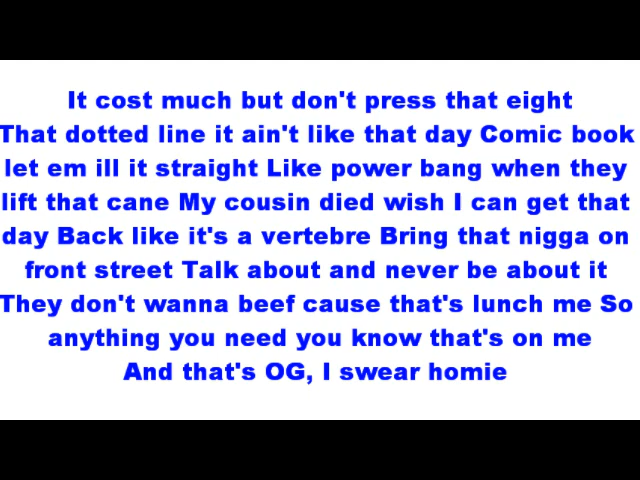 It cost much but don't press that eight
That dotted line it ain't like that day Comic book
let em ill it straight Like power bang when they
lift that cane My cousin died wish I can get that
day Back like it's a vertebre Bring that nigga on
front street Talk about and never be about it
They don't wanna beef cause that's lunch me So
anything you need you know that's on me
And that's OG, I swear homie